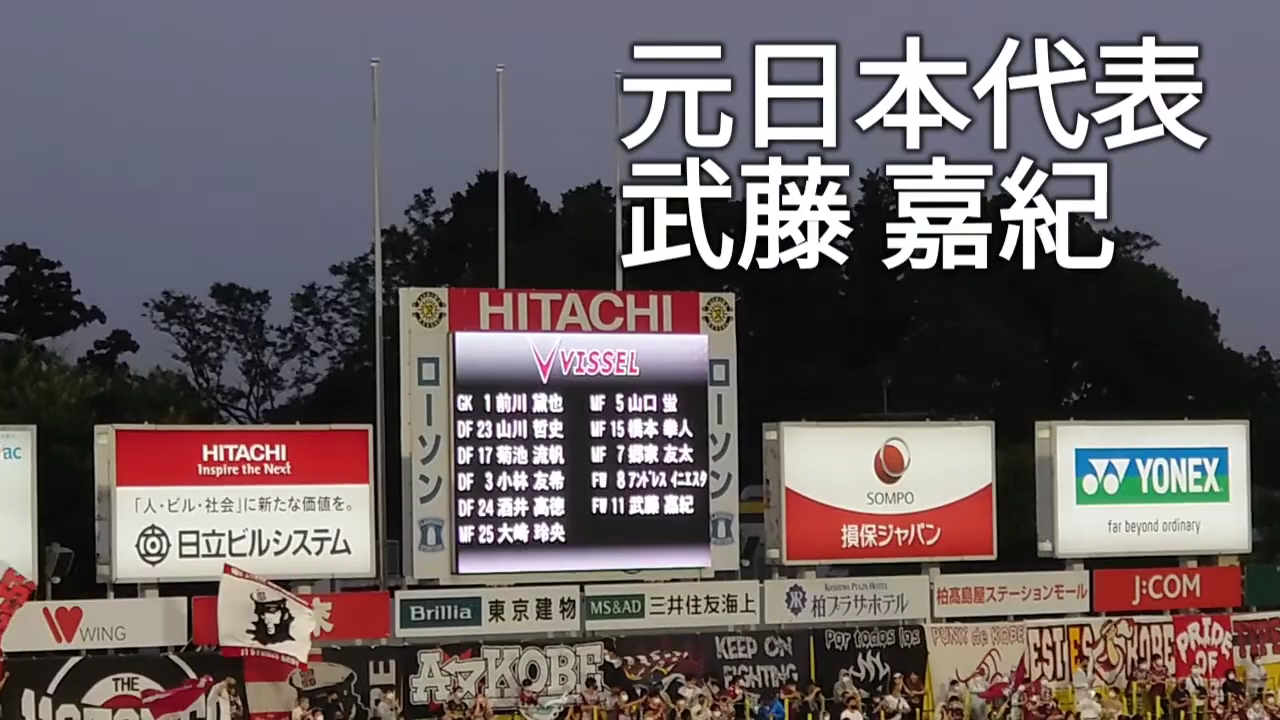 元日本代表
武藤 嘉紀
HITACHI
VISSEL
GK 1 前川 黛也
DF 23 山川 哲史
DF 17 菊池 流帆
DF 3 小林 友希
DF 24 酒井 高徳
MF 25 大崎 玲央
MF 5 山口 蛍
MF 15 橋本 拳人
MF 7 郷家 友太
FW 8 アンドレス イニエスタ
FW 11 武藤 嘉紀
ローソン
ローソン
HITACHI
Inspire the Next
「人・ビル・社会」に新たな価値を。
日立ビルシステム
SOMPO
損保ジャパン
YONEX
far beyond ordinary
WING
Brillia 東京建物
MS&AD 三井住友海上
KASHIWA PLAZA HOTEL
柏プラザホテル
柏髙島屋ステーションモール
J:COM
THE
KOBE
KEEP ON
FIGHTING
Por todos los
PUNX de KOBE
KOBE
PRIDE
OF